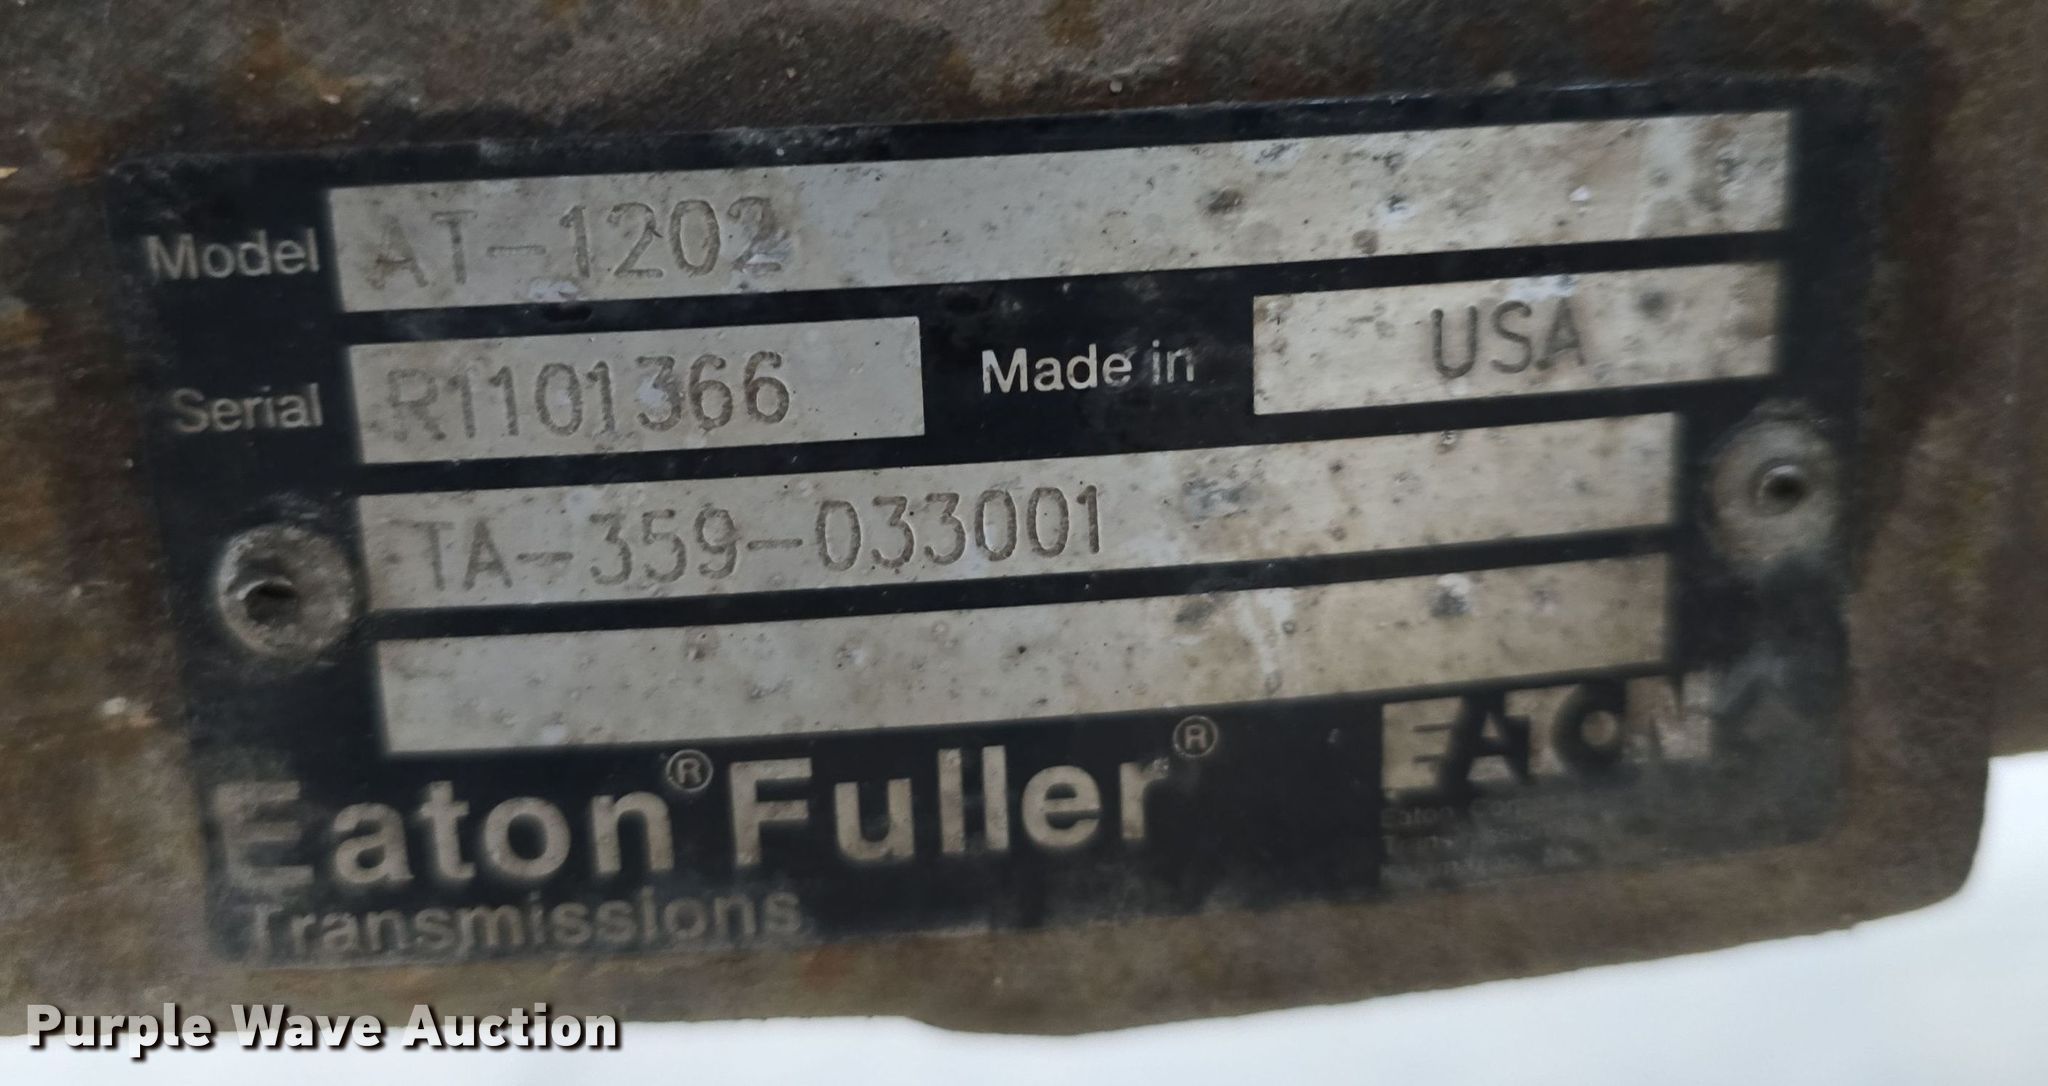 Model AT-1202
Serial R1101366 Made in USA
TA-359-033001
Eaton® Fuller® EATON
Transmissions
Purple Wave Auction